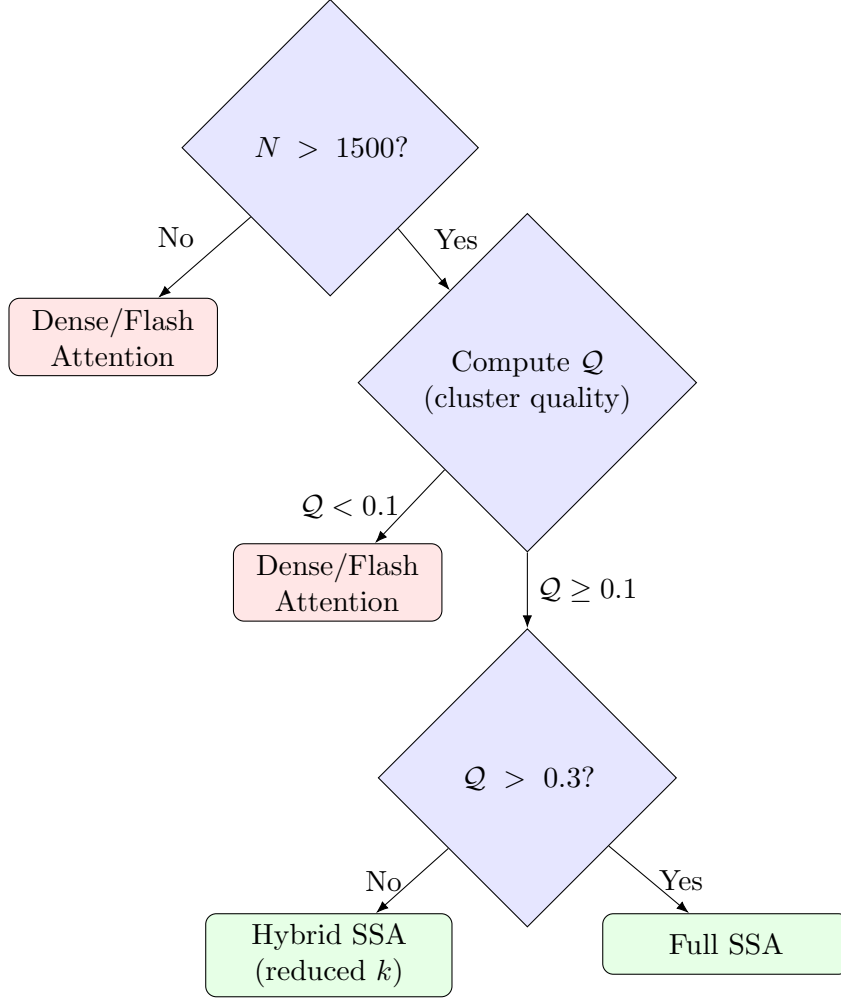 N > 1500?
No
Yes
Dense/Flash
Attention
Compute 𝒬
(cluster quality)
𝒬 < 0.1
Dense/Flash
Attention
𝒬 ≥ 0.1
𝒬 > 0.3?
No
Yes
Hybrid SSA
(reduced k)
Full SSA